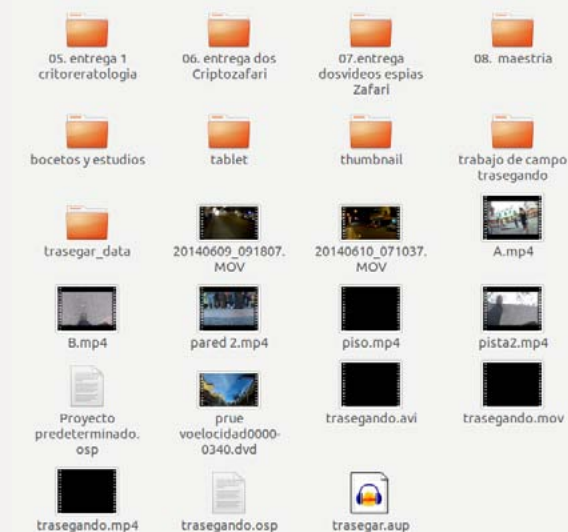 05. entrega 1
critoreratologia
06. entrega dos
Criptozafari
07.entrega
dosvideos espias
Zafari
08. maestria
bocetos y estudios
tablet
thumbnail
trabajo de campo
trasegando
trasegar_data
20140609_091807.
MOV
20140610_071037.
MOV
A.mp4
B.mp4
pared 2.mp4
piso.mp4
pista2.mp4
Proyecto
predeterminado.
osp
prue
voelocidad0000-
0340.dvd
trasegando.avi
trasegando.mov
trasegando.mp4
trasegando.osp
trasegar.aup